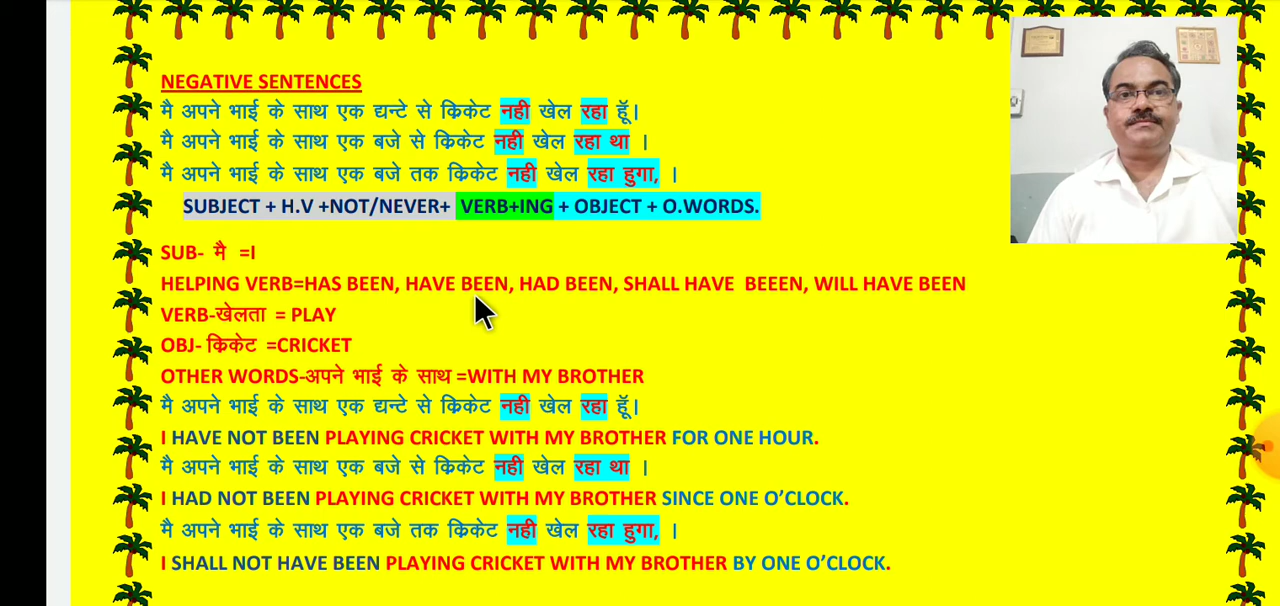 NEGATIVE SENTENCES
मै अपने भाई के साथ एक द्यन्टे से क्रिकेट नही खेल रहा हूॅ।
मै अपने भाई के साथ एक बजे से क्रिकेट नही खेल रहा था ।
मै अपने भाई के साथ एक बजे तक क्रिकेट नही खेल रहा हुगा, ।
SUBJECT + H.V +NOT/NEVER+ VERB+ING + OBJECT + O.WORDS.
SUB- मै =I
HELPING VERB=HAS BEEN, HAVE BEEN, HAD BEEN, SHALL HAVE BEEEN, WILL HAVE BEEN
VERB-खेलता = PLAY
OBJ- क्रिकेट =CRICKET
OTHER WORDS-अपने भाई के साथ =WITH MY BROTHER
मै अपने भाई के साथ एक द्यन्टे से क्रिकेट नही खेल रहा हूॅ।
I HAVE NOT BEEN PLAYING CRICKET WITH MY BROTHER FOR ONE HOUR.
मै अपने भाई के साथ एक बजे से क्रिकेट नही खेल रहा था ।
I HAD NOT BEEN PLAYING CRICKET WITH MY BROTHER SINCE ONE O’CLOCK.
मै अपने भाई के साथ एक बजे तक क्रिकेट नही खेल रहा हुगा, ।
I SHALL NOT HAVE BEEN PLAYING CRICKET WITH MY BROTHER BY ONE O’CLOCK.